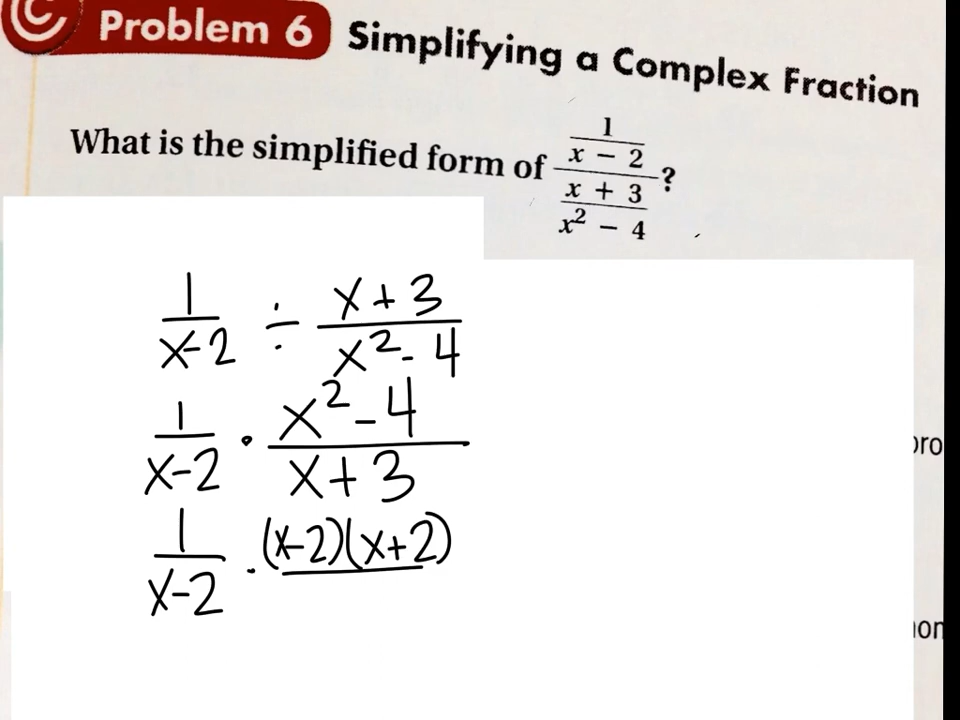 C Problem 6 Simplifying a Complex Fraction
What is the simplified form of
1
x − 2
x + 3
x² − 4
?
1 ÷ x+3
x-2 x²-4
1 · x²-4
x-2 x+3
1 · (x-2)(x+2)
x-2
pro